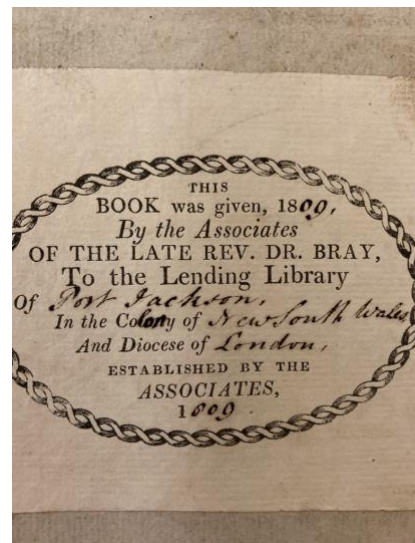 THIS
BOOK was given, 1809,
By the Associates
OF THE LATE REV. DR. BRAY,
To the Lending Library
Of Port Jackson,
In the Colony of New South Wales,
And Diocese of London,
ESTABLISHED BY THE
ASSOCIATES,
1809